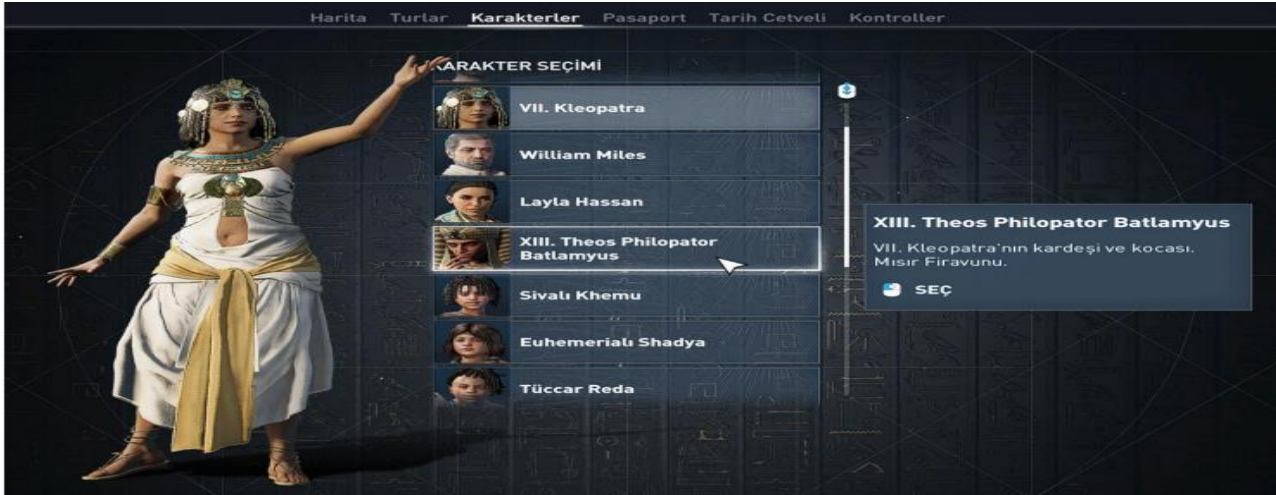 Harita Turlar Karakterler Pasaport Tarih Cetveli Kontroller
KARAKTER SEÇİMİ
VII. Kleopatra
William Miles
Layla Hassan
XIII. Theos Philopator
Batlamyus
Sivalı Khemu
Euhemerialı Shadya
Tüccar Reda
XIII. Theos Philopator Batlamyus
VII. Kleopatra'nın kardeşi ve kocası.
Mısır Firavunu.
SEÇ